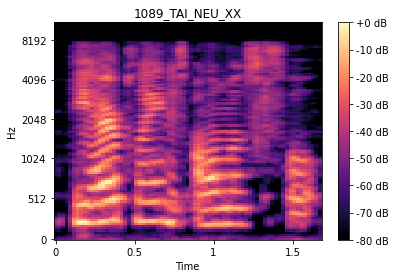 1089_TAI_NEU_XX
+0 dB
8192
-10 dB
4096
-20 dB
-30 dB
2048
Hz
-40 dB
1024
-50 dB
512
-60 dB
-70 dB
0
-80 dB
0
0.5
1
1.5
Time